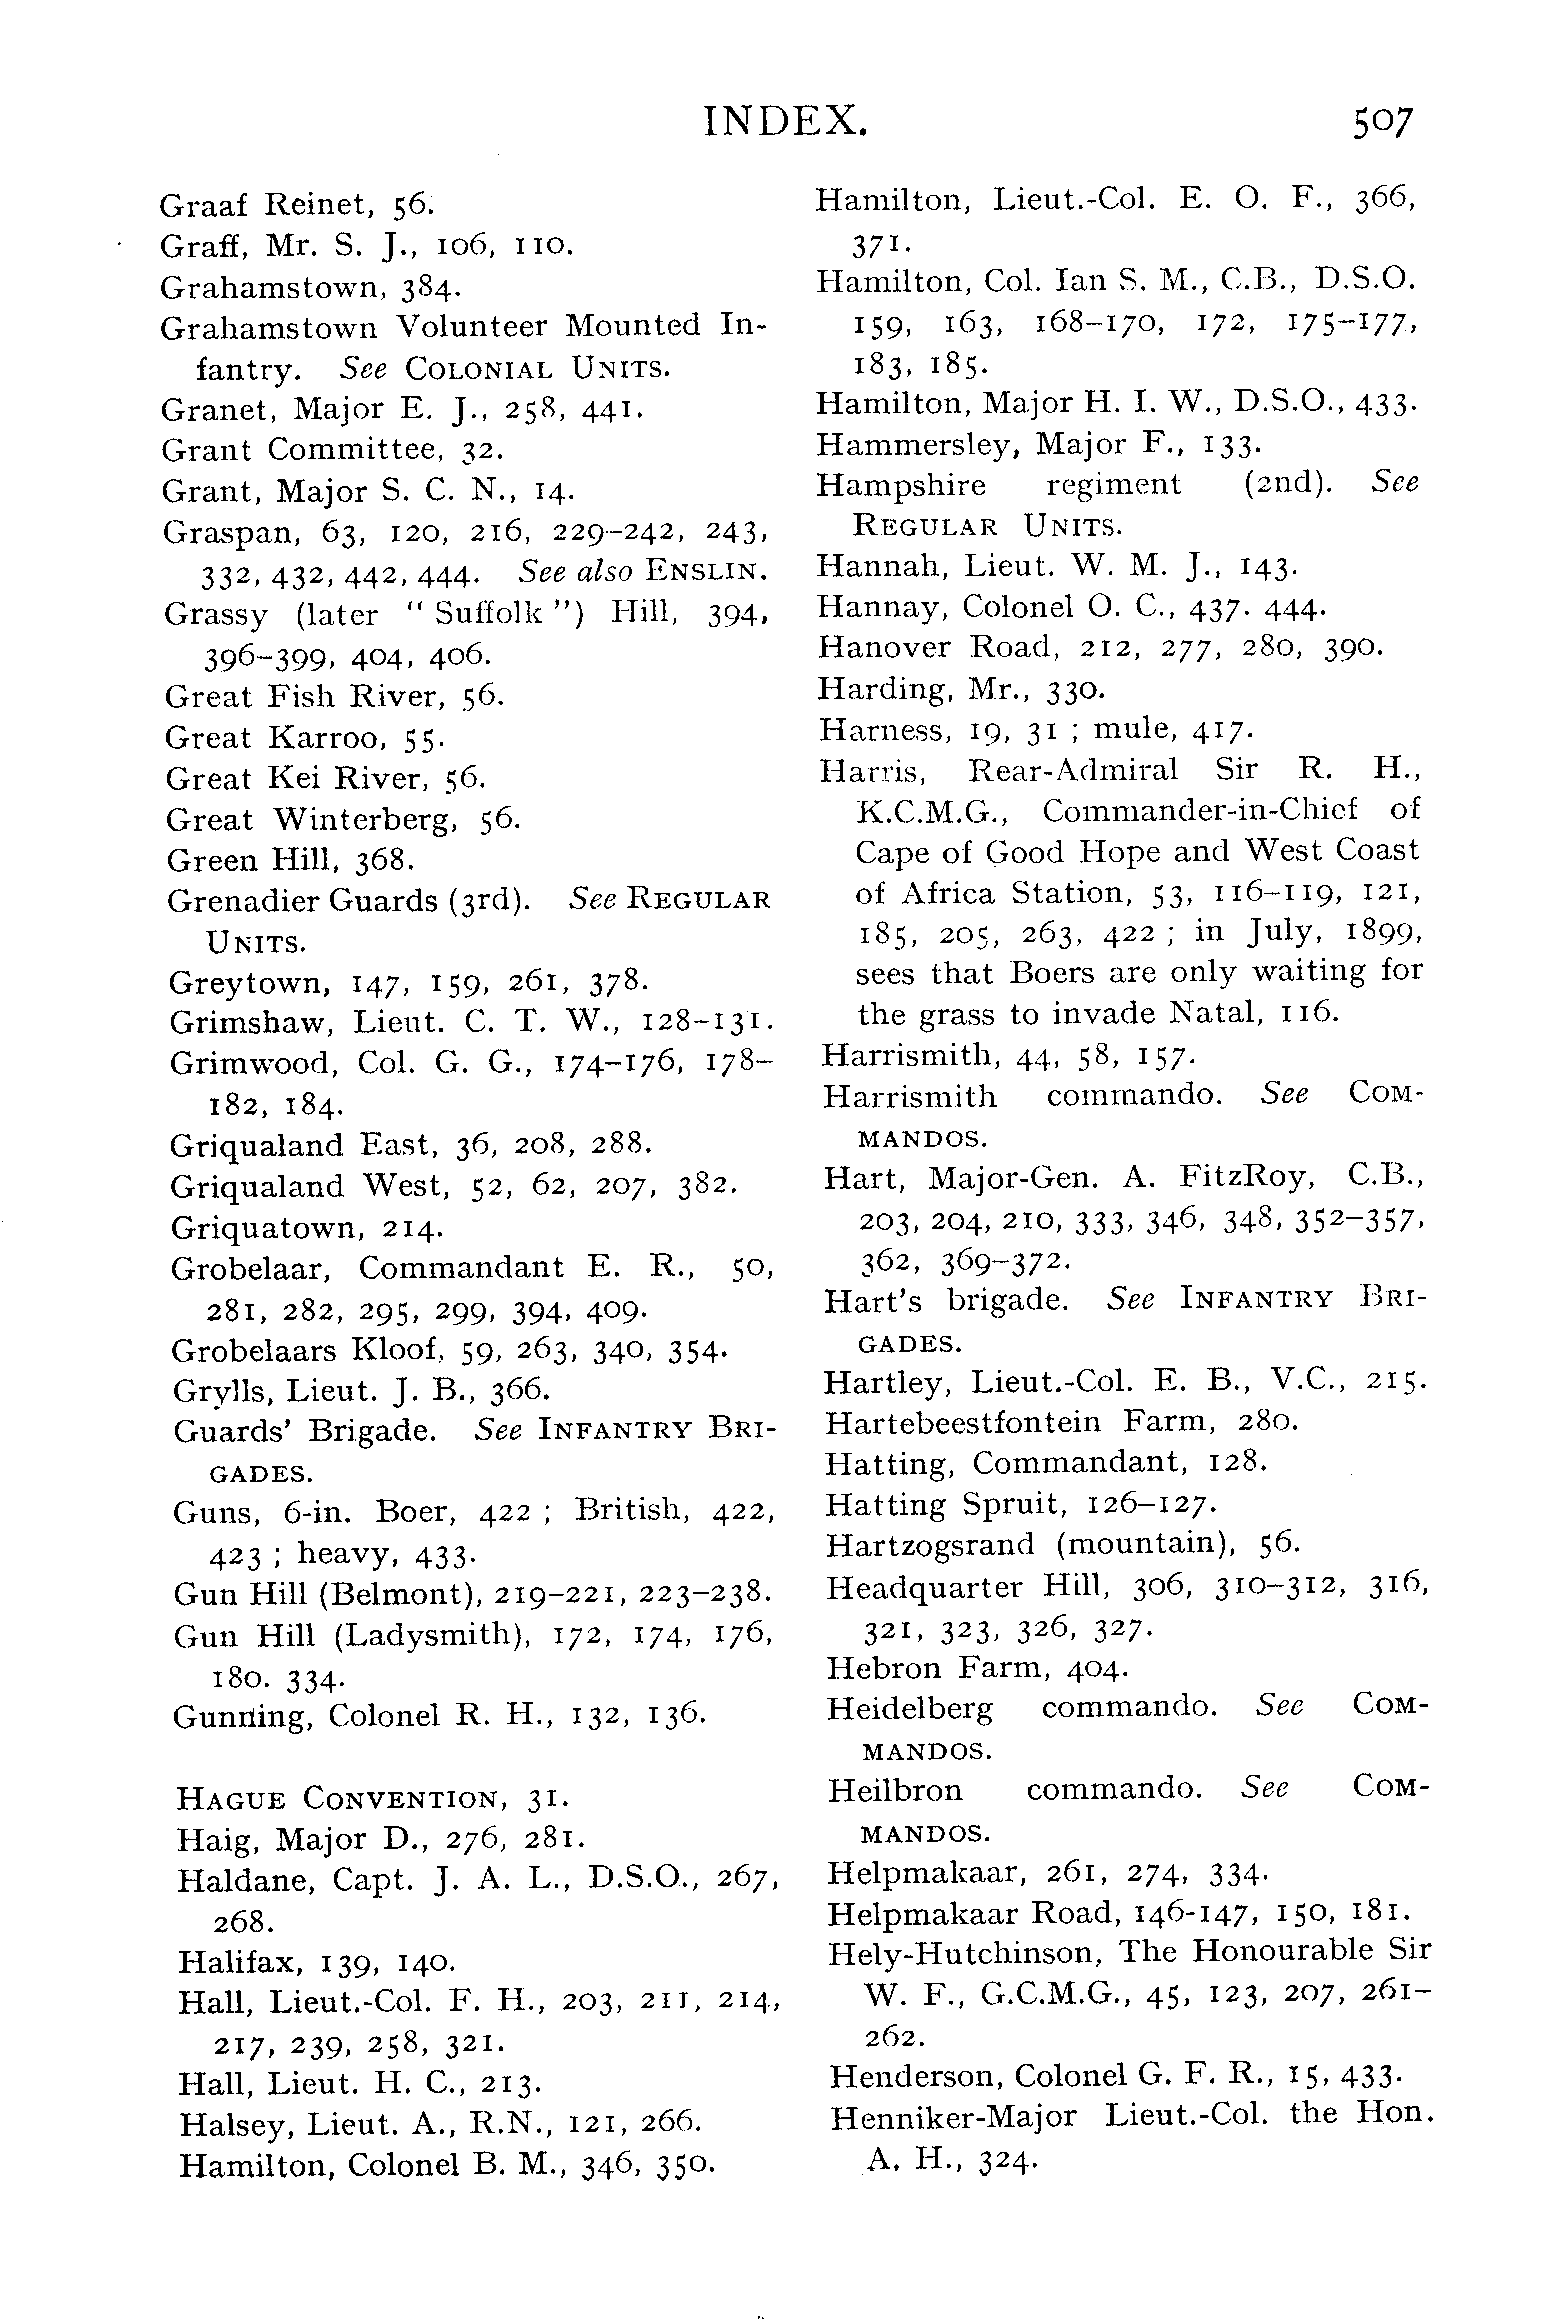 INDEX. 507
Graaf Reinet, 56.
Graff, Mr. S. J., 106, 110.
Grahamstown, 384.
Grahamstown Volunteer Mounted In-
fantry. See COLONIAL UNITS.
Granet, Major E. J., 258, 441.
Grant Committee, 32.
Grant, Major S. C. N., 14.
Graspan, 63, 120, 216, 229–242, 243,
332, 432, 442, 444. See also ENSLIN.
Grassy (later "Suffolk") Hill, 394,
396–399, 404, 406.
Great Fish River, 56.
Great Karroo, 55.
Great Kei River, 56.
Great Winterberg, 56.
Green Hill, 368.
Grenadier Guards (3rd). See REGULAR
UNITS.
Greytown, 147, 159, 261, 378.
Grimshaw, Lieut. C. T. W., 128–131.
Grimwood, Col. G. G., 174–176, 178–
182, 184.
Griqualand East, 36, 208, 288.
Griqualand West, 52, 62, 207, 382.
Griquatown, 214.
Grobelaar, Commandant E. R., 50,
281, 282, 295, 299, 394, 409.
Grobelaars Kloof, 59, 263, 340, 354.
Grylls, Lieut. J. B., 366.
Guards' Brigade. See INFANTRY BRI-
GADES.
Guns, 6-in. Boer, 422 ; British, 422,
423 ; heavy, 433.
Gun Hill (Belmont), 219–221, 223–238.
Gun Hill (Ladysmith), 172, 174, 176,
180. 334.
Gunning, Colonel R. H., 132, 136.
HAGUE CONVENTION, 31.
Haig, Major D., 276, 281.
Haldane, Capt. J. A. L., D.S.O., 267,
268.
Halifax, 139, 140.
Hall, Lieut.-Col. F. H., 203, 211, 214,
217, 239, 258, 321.
Hall, Lieut. H. C., 213.
Halsey, Lieut. A., R.N., 121, 266.
Hamilton, Colonel B. M., 346, 350.
Hamilton, Lieut.-Col. E. O. F., 366,
371.
Hamilton, Col. Ian S. M., C.B., D.S.O.
159, 163, 168–170, 172, 175–177,
183, 185.
Hamilton, Major H. I. W., D.S.O., 433.
Hammersley, Major F., 133.
Hampshire regiment (2nd). See
REGULAR UNITS.
Hannah, Lieut. W. M. J., 143.
Hannay, Colonel O. C., 437. 444.
Hanover Road, 212, 277, 280, 390.
Harding, Mr., 330.
Harness, 19, 31 ; mule, 417.
Harris, Rear-Admiral Sir R. H.,
K.C.M.G., Commander-in-Chief of
Cape of Good Hope and West Coast
of Africa Station, 53, 116–119, 121,
185, 205, 263, 422 ; in July, 1899,
sees that Boers are only waiting for
the grass to invade Natal, 116.
Harrismith, 44, 58, 157.
Harrismith commando. See COM-
MANDOS.
Hart, Major-Gen. A. FitzRoy, C.B.,
203, 204, 210, 333, 346, 348, 352–357,
362, 369–372.
Hart's brigade. See INFANTRY BRI-
GADES.
Hartley, Lieut.-Col. E. B., V.C., 215.
Hartebeestfontein Farm, 280.
Hatting, Commandant, 128.
Hatting Spruit, 126–127.
Hartzogsrand (mountain), 56.
Headquarter Hill, 306, 310–312, 316,
321, 323, 326, 327.
Hebron Farm, 404.
Heidelberg commando. See COM-
MANDOS.
Heilbron commando. See COM-
MANDOS.
Helpmakaar, 261, 274, 334.
Helpmakaar Road, 146-147, 150, 181.
Hely-Hutchinson, The Honourable Sir
W. F., G.C.M.G., 45, 123, 207, 261–
262.
Henderson, Colonel G. F. R., 15, 433.
Henniker-Major Lieut.-Col. the Hon.
A. H., 324.